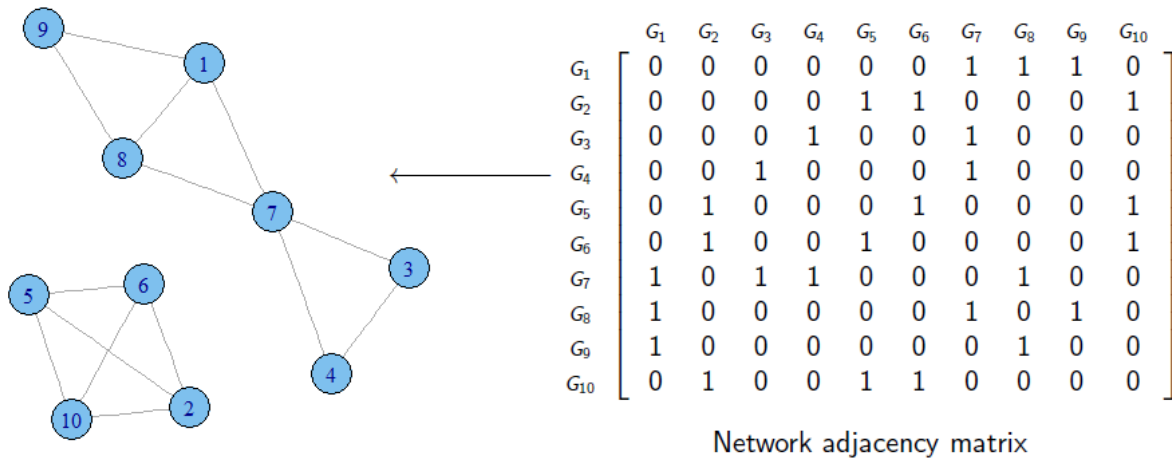 9
1
8
7
3
6
5
4
2
10
G1 G2 G3 G4 G5 G6 G7 G8 G9 G10
G1 0 0 0 0 0 0 1 1 1 0
G2 0 0 0 0 1 1 0 0 0 1
G3 0 0 0 1 0 0 1 0 0 0
G4 0 0 1 0 0 0 1 0 0 0
G5 0 1 0 0 0 1 0 0 0 1
G6 0 1 0 0 1 0 0 0 0 1
G7 1 0 1 1 0 0 0 1 0 0
G8 1 0 0 0 0 0 1 0 1 0
G9 1 0 0 0 0 0 0 1 0 0
G10 0 1 0 0 1 1 0 0 0 0
Network adjacency matrix